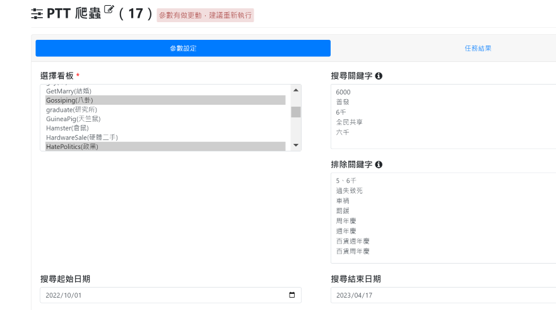 PTT 爬蟲 ( 17 ) 參數有做更動，建議重新執行
參數設定
任務結果
選擇看板 *
GetMarry(結婚)
Gossiping(八卦)
graduate(研究所)
GuineaPig(天竺鼠)
Hamster(倉鼠)
HardwareSale(硬體二手)
HatePolitics(政黑)
搜尋關鍵字
6000
普發
6千
全民共享
六千
排除關鍵字
5、6千
過失致死
車禍
周年慶
週年慶
百貨週年慶
百貨周年慶
搜尋起始日期
2022/10/01
搜尋結束日期
2023/04/17